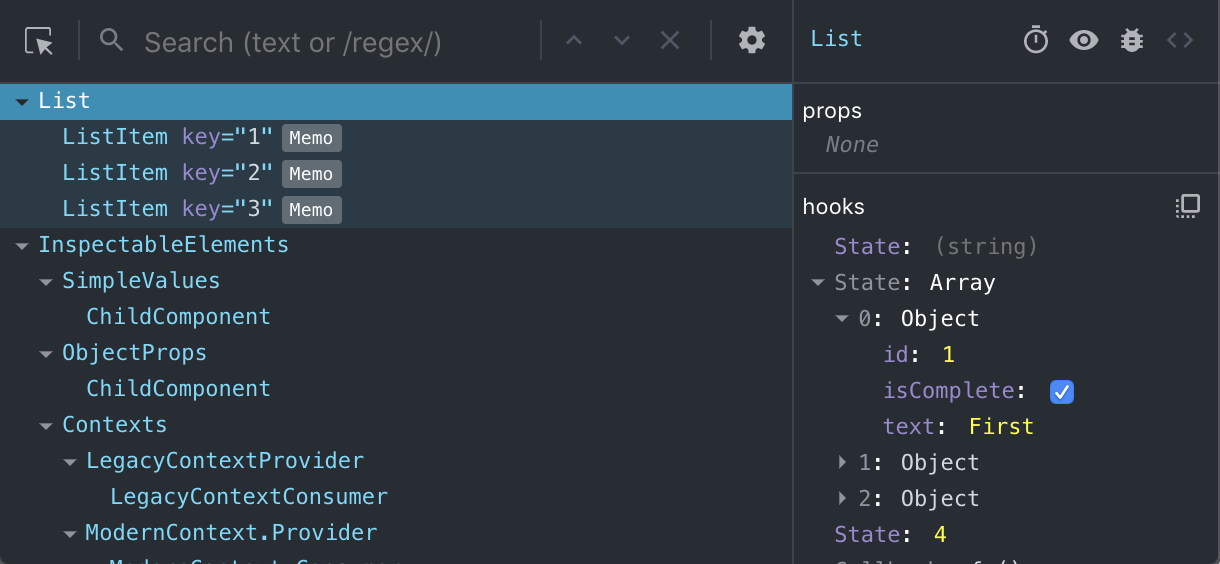 Search (text or /regex/)
List
ListItem key="1" Memo
ListItem key="2" Memo
ListItem key="3" Memo
InspectableElements
SimpleValues
ChildComponent
ObjectProps
ChildComponent
Contexts
LegacyContextProvider
LegacyContextConsumer
ModernContext.Provider
List
props
None
hooks
State: (string)
State: Array
0: Object
id: 1
isComplete:
text: First
1: Object
2: Object
State: 4